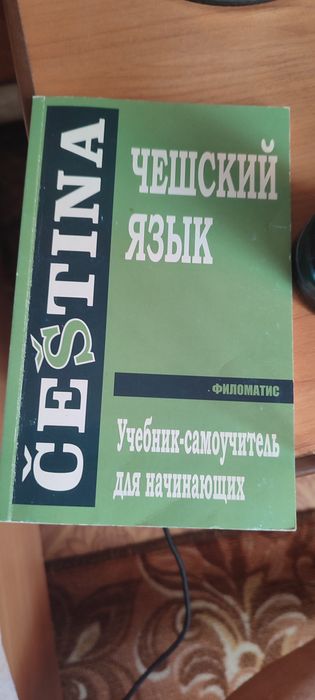 ČEŠTINA
ЧЕШСКИЙ
ЯЗЫК
ФИЛОМАТИС
Учебник-самоучитель
для начинающих